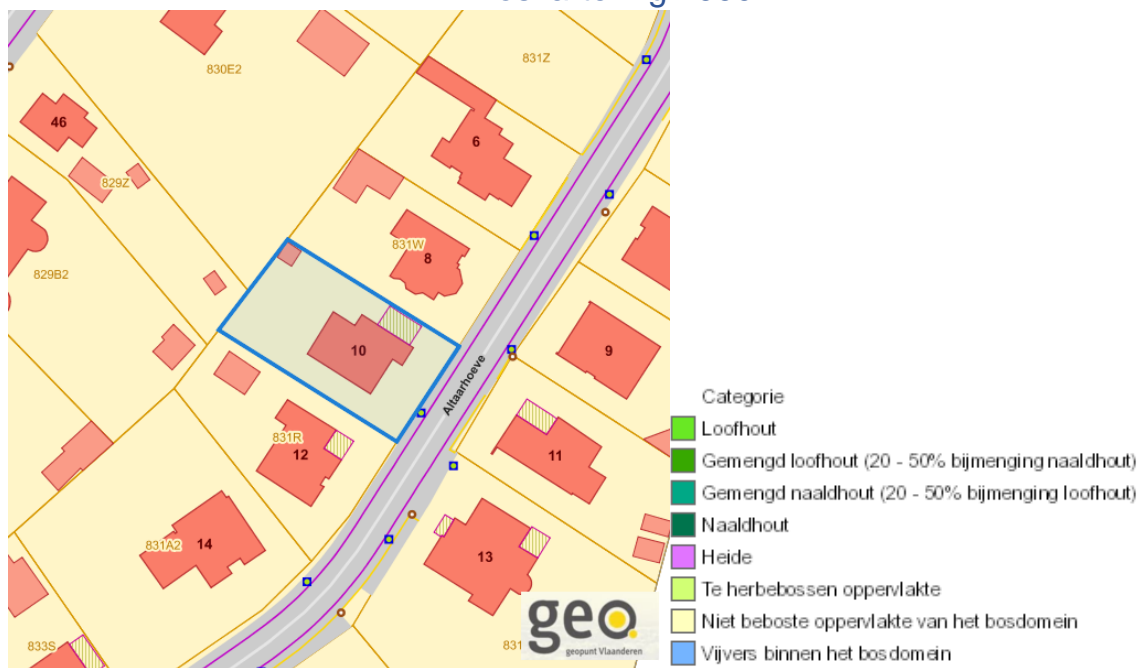 830E2
831Z
46
6
829Z
831W
8
829B2
10
9
Altaarhoeve
831R
12
11
831A2
14
13
833S
831
geo
geopunt Vlaanderen
Categorie
Loofhout
Gemengd loofhout (20 - 50% bijmenging naaldhout)
Gemengd naaldhout (20 - 50% bijmenging loofhout)
Naaldhout
Heide
Te herbebossen oppervlakte
Niet beboste oppervlakte van het bosdomein
Vijvers binnen het bosdomein